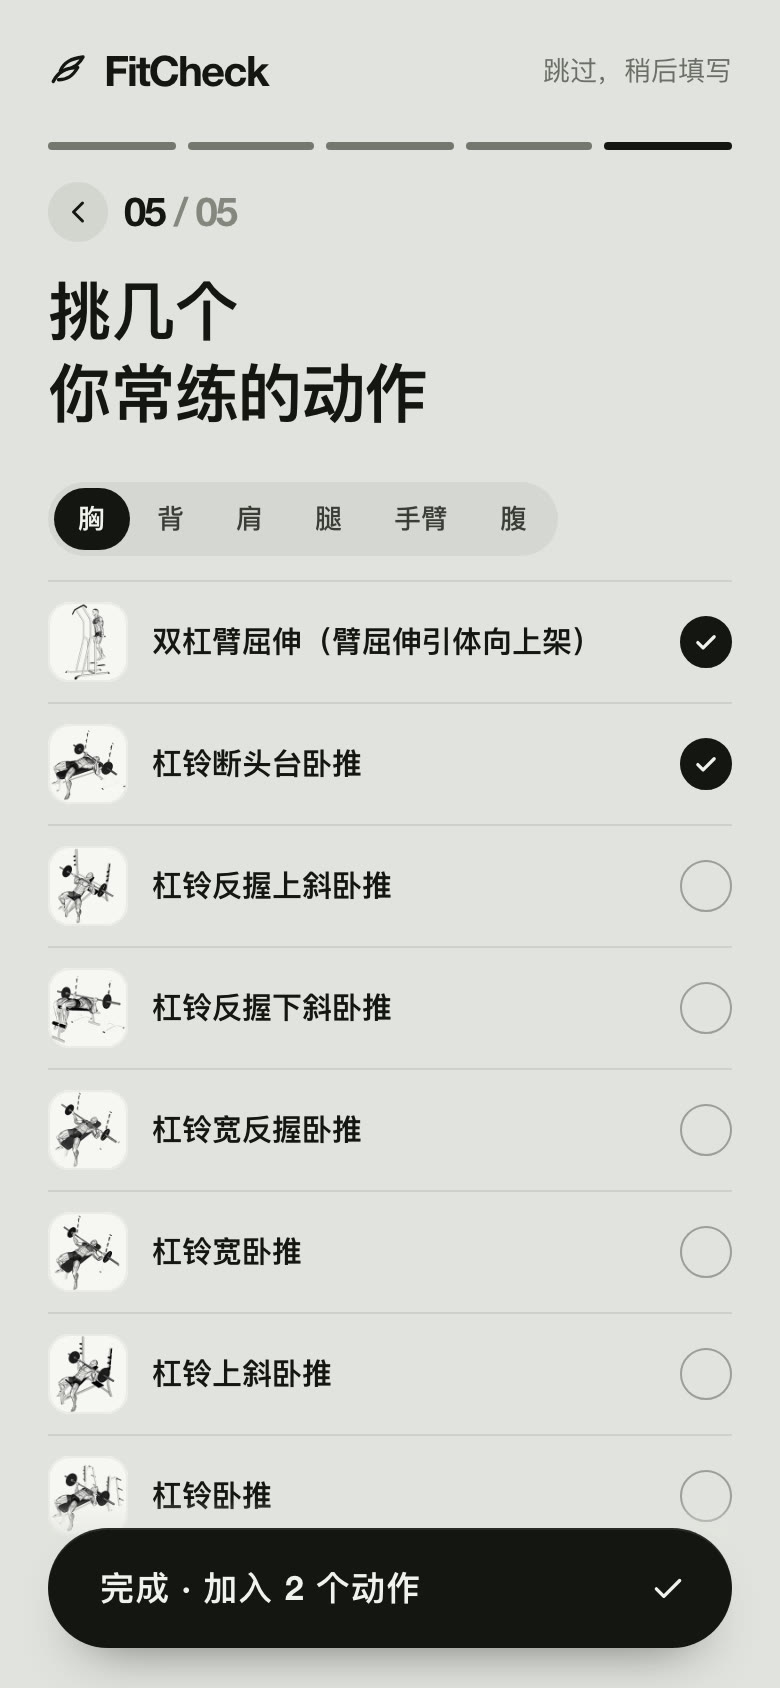 FitCheck
跳过，稍后填写
05 / 05
挑几个
你常练的动作
胸 背 肩 腿 手臂 腹
双杠臂屈伸（臂屈伸引体向上架）
杠铃断头台卧推
杠铃反握上斜卧推
杠铃反握下斜卧推
杠铃宽反握卧推
杠铃宽卧推
杠铃上斜卧推
杠铃卧推
完成 · 加入 2 个动作